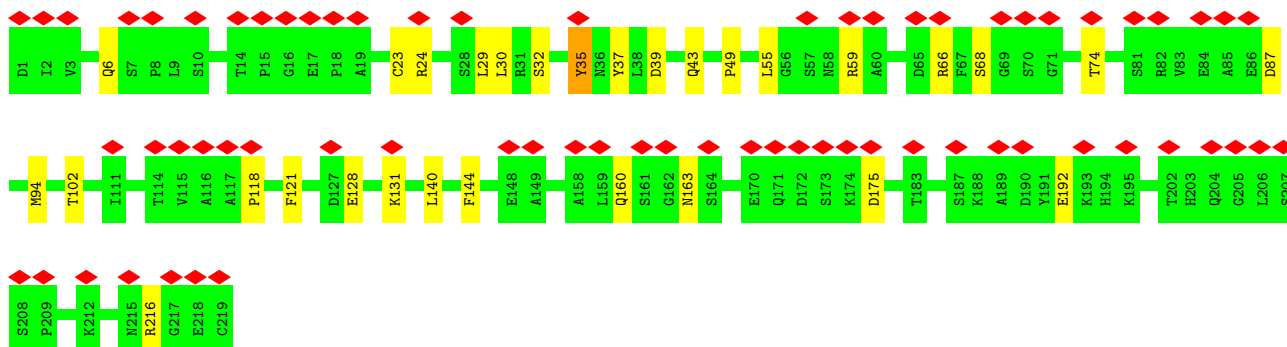 D1 I2 V3 Q6 S7 P8 L9 S10 T14 P15 G16 E17 P18 A19 C23 R24 S28 L29 L30 R31 S32 Y35 N36 Y37 L38 D39 Q43 P49 L55 G56 S57 N58 R59 A60 D65 R66 F67 S68 G69 S70 G71 T74 S81 R82 V83 E84 A85 E86 D87
M94 T102 I111 T114 V115 A116 A117 P118 F121 D127 E128 K131 L140 F144 E148 A149 A158 L159 Q160 S161 G162 N163 S164 E170 Q171 D172 S173 K174 D175 T183 S187 K188 A189 D190 Y191 E192 K193 H194 K195 T202 H203 Q204 G205 L206 S207
S208 P209 K212 N215 R216 G217 E218 C219